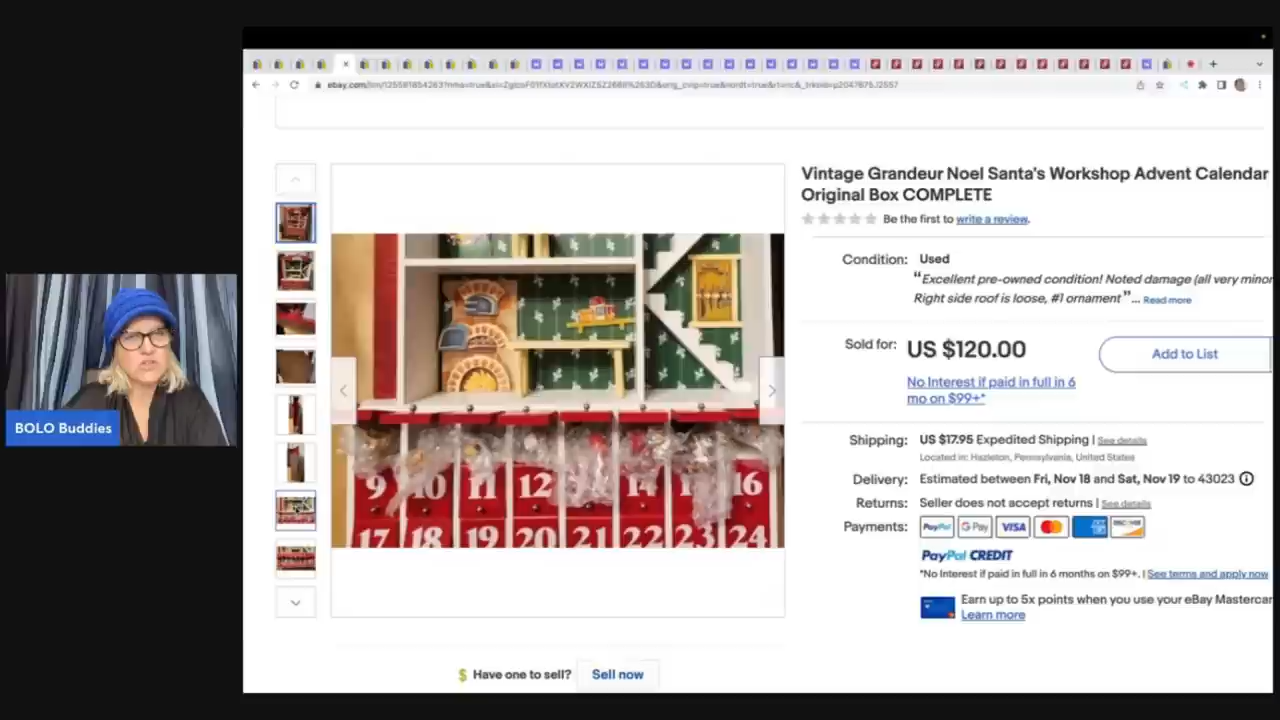 BOLO Buddies
Vintage Grandeur Noel Santa's Workshop Advent Calendar
Original Box COMPLETE
Be the first to write a review.
Condition: Used
“Excellent pre-owned condition! Noted damage (all very minor
Right side roof is loose, #1 ornament” ... Read more
Sold for: US $120.00
Add to List
No Interest if paid in full in 6
mo on $99+*
Shipping: US $17.95 Expedited Shipping | See details
Located in: Hazleton, Pennsylvania, United States
Delivery: Estimated between Fri, Nov 18 and Sat, Nov 19 to 43023
Returns: Seller does not accept returns | See details
Payments: PayPal G Pay VISA
DISCOVER
PayPal CREDIT
*No Interest if paid in full in 6 months on $99+. | See terms and apply now
Earn up to 5x points when you use your eBay Mastercar
Learn more
9 10 11 12 14 16
17 18 19 20 21 22 23 24
$ Have one to sell? Sell now